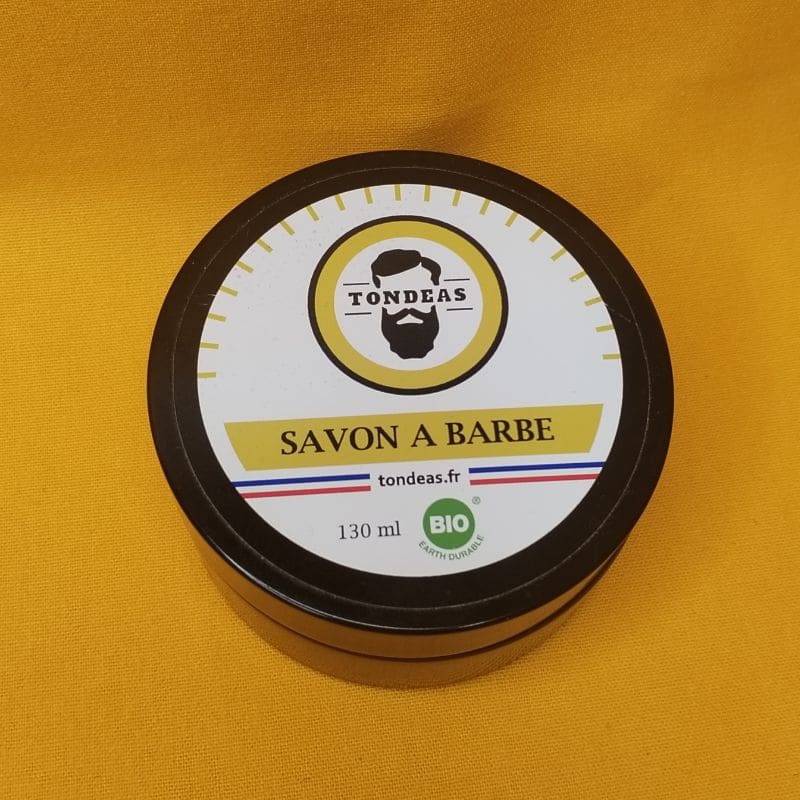 TONDEAS
SAVON A BARBE
tondeas.fr
130 ml
BIO
®
EARTH DURABLE